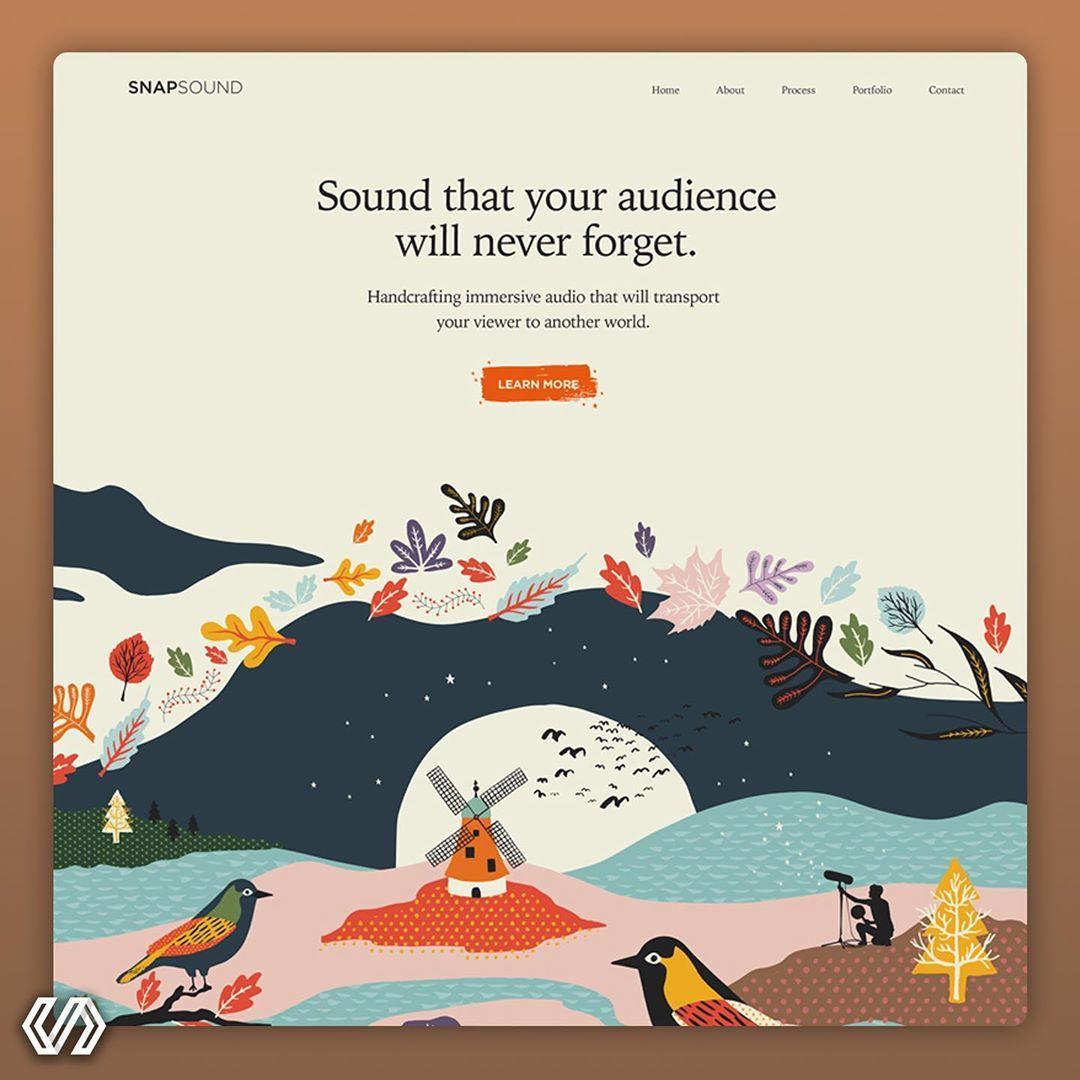 SNAPSOUND
Home About Process Portfolio Contact
Sound that your audience
will never forget.
Handcrafting immersive audio that will transport
your viewer to another world.
LEARN MORE